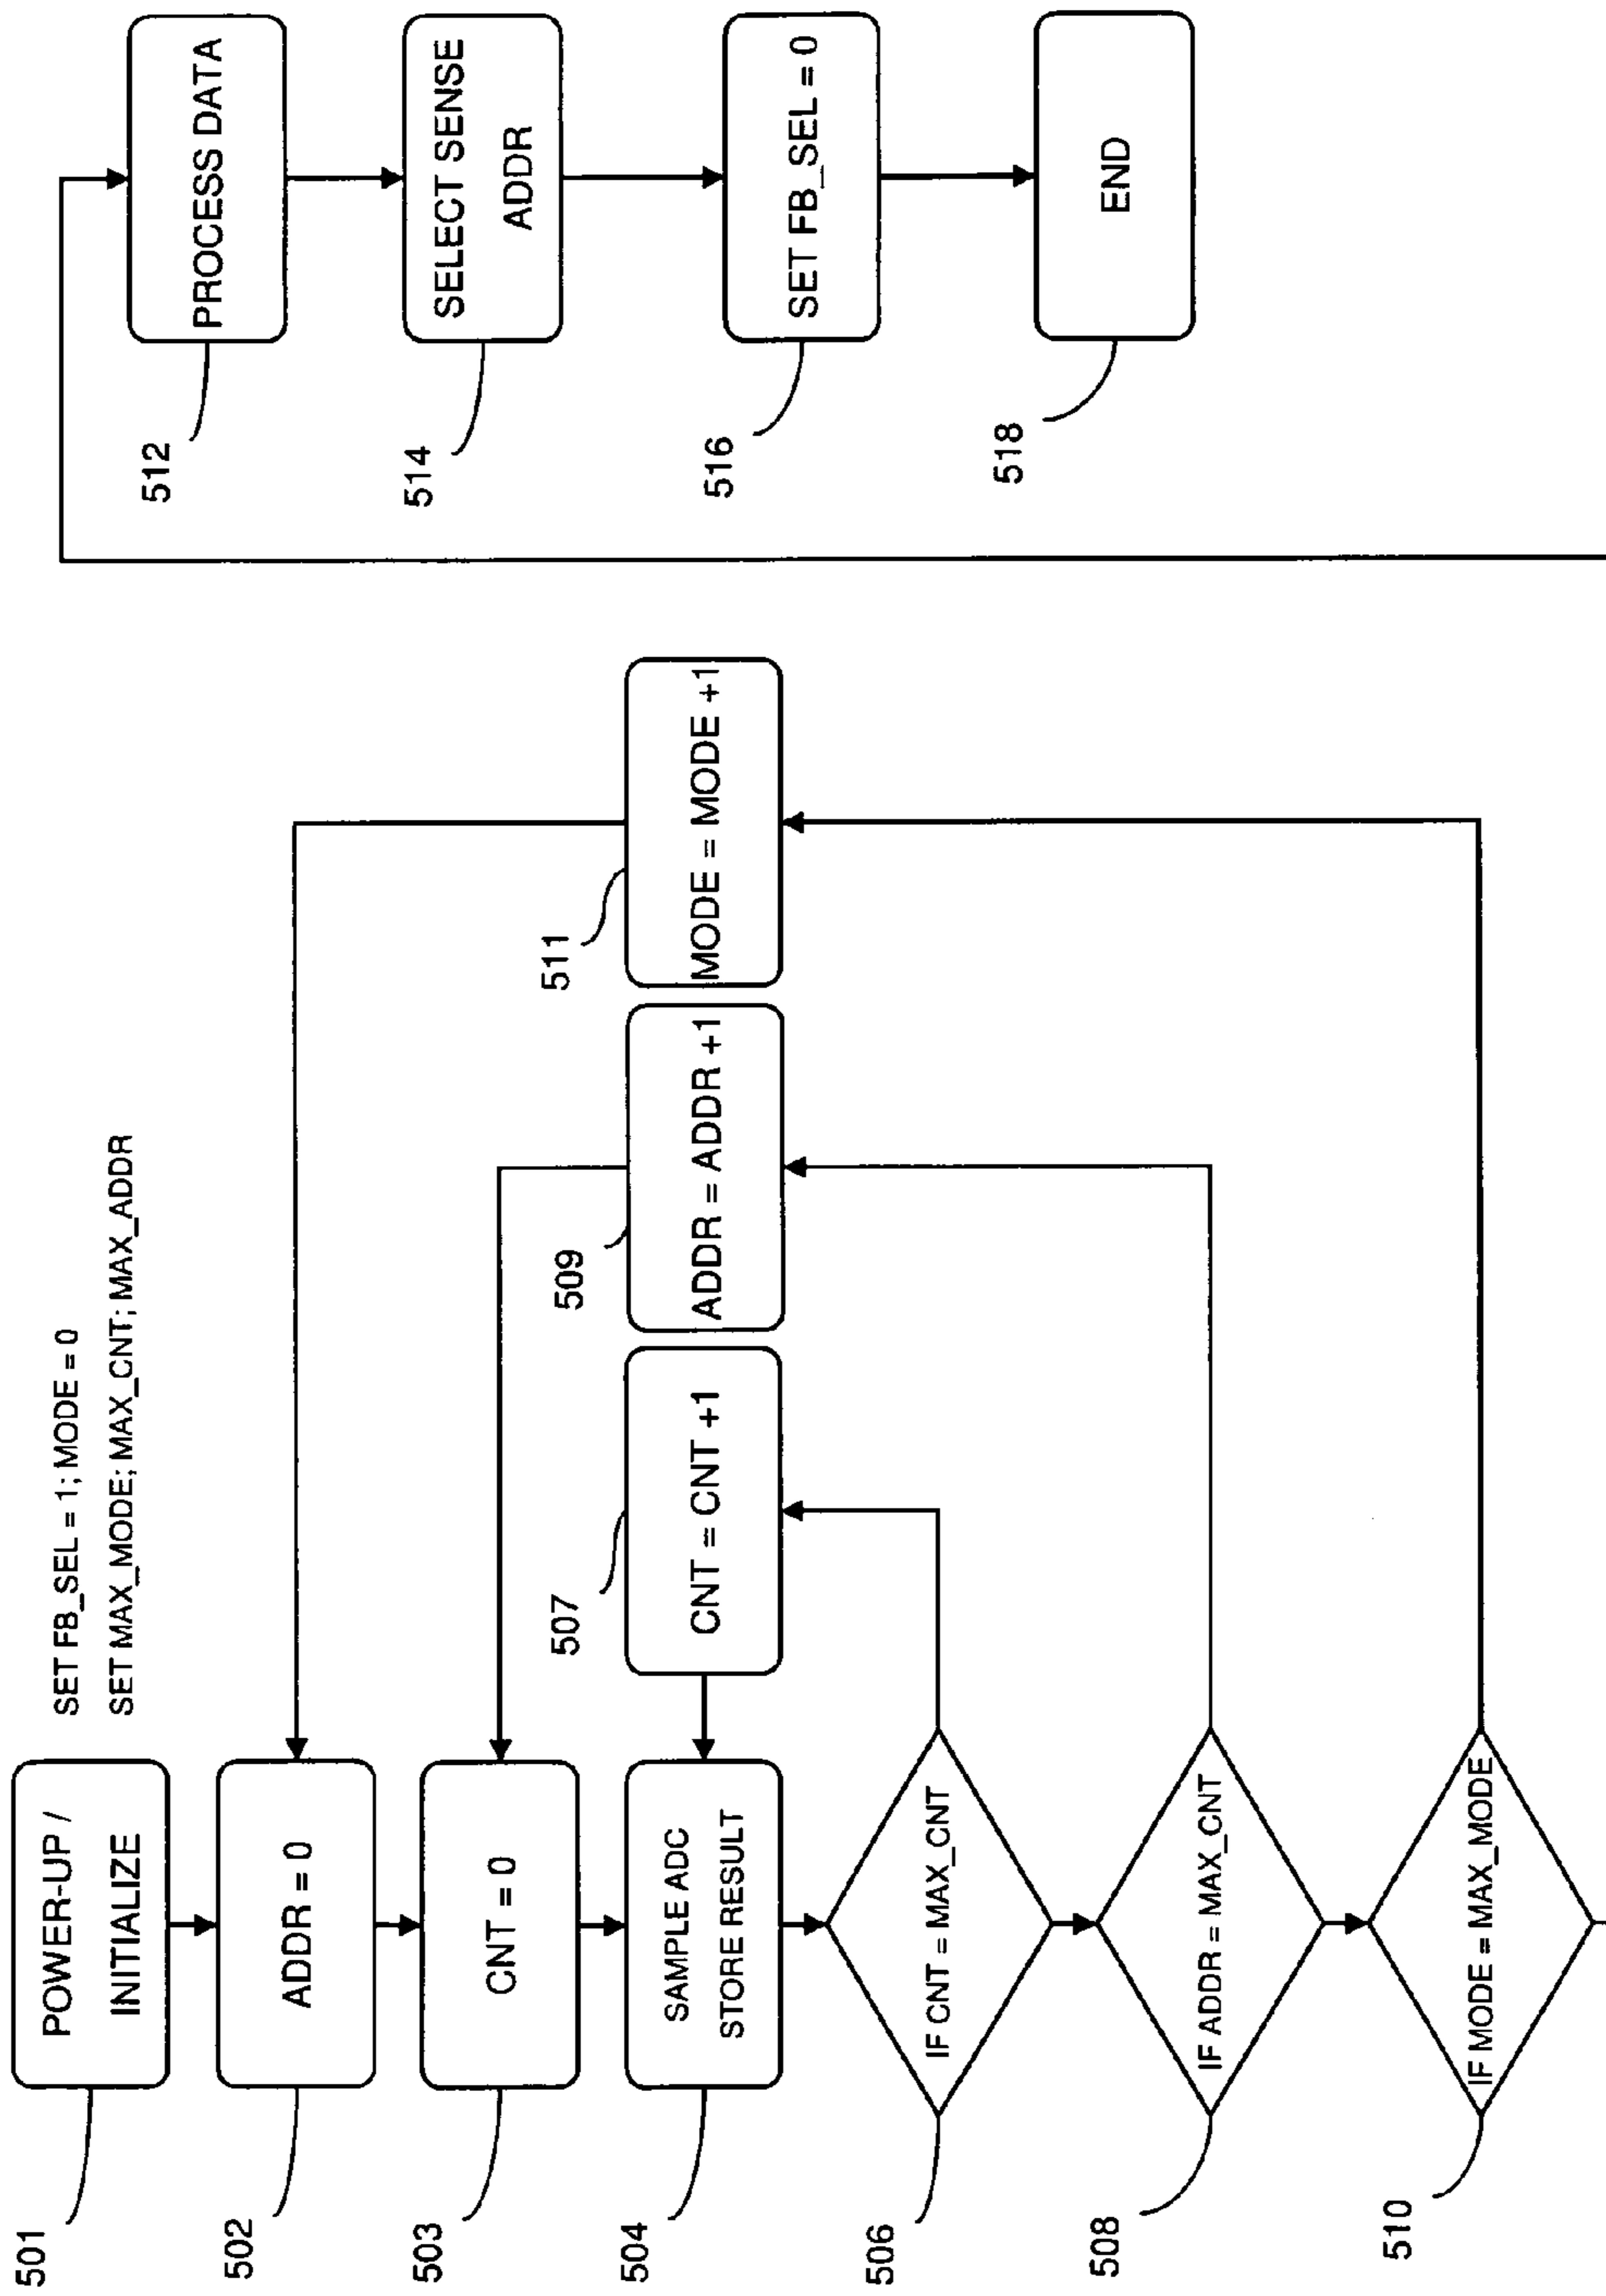 501
POWER-UP /
INITIALIZE
SET FB_SEL = 1; MODE = 0
SET MAX_MODE; MAX_CNT; MAX_ADDR
502
ADDR = 0
503
CNT = 0
504
SAMPLE ADC
STORE RESULT
506
IF CNT = MAX_CNT
507
CNT = CNT +1
508
IF ADDR = MAX_CNT
509
ADDR = ADDR +1
510
IF MODE = MAX_MODE
511
MODE = MODE +1
512
PROCESS DATA
514
SELECT SENSE
ADDR
516
SET FB_SEL = 0
518
END